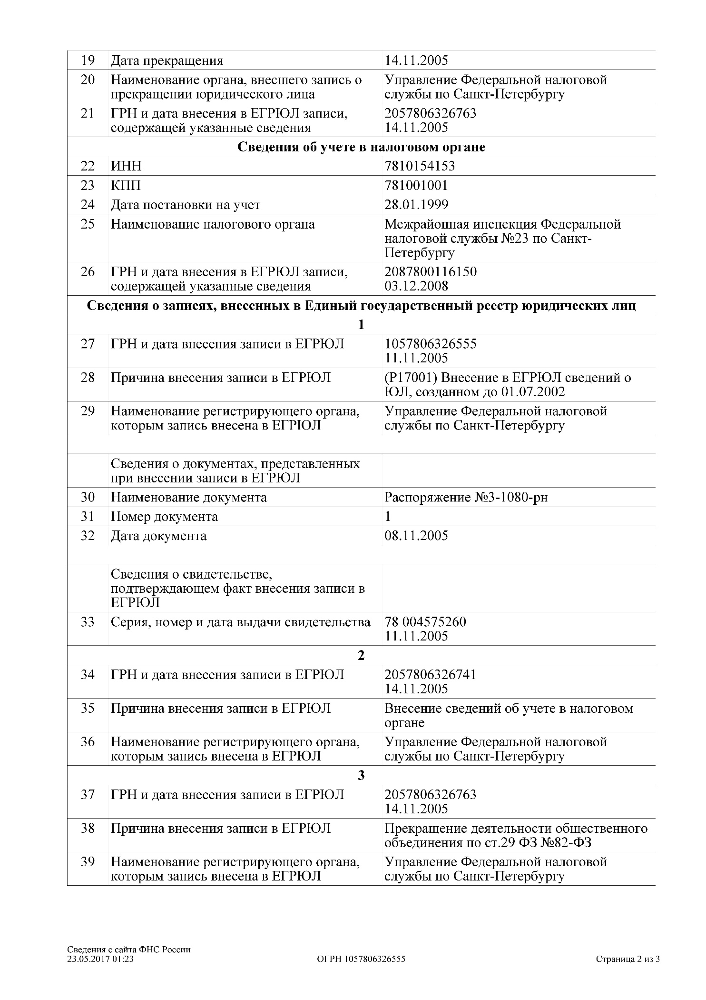 19 Дата прекращения 14.11.2005
20 Наименование органа, внесшего запись о Управление Федеральной налоговой
прекращении юридического лица службы по Санкт-Петербургу
21 ГРН и дата внесения в ЕГРЮЛ записи, 2057806326763
содержащей указанные сведения 14.11.2005
Сведения об учете в налоговом органе
22 ИНН 7810154153
23 КПП 781001001
24 Дата постановки на учет 28.01.1999
25 Наименование налогового органа Межрайонная инспекция Федеральной
налоговой службы №23 по Санкт-
Петербургу
26 ГРН и дата внесения в ЕГРЮЛ записи, 2087800116150
содержащей указанные сведения 03.12.2008
Сведения о записях, внесенных в Единый государственный реестр юридических лиц
1
27 ГРН и дата внесения записи в ЕГРЮЛ 1057806326555
11.11.2005
28 Причина внесения записи в ЕГРЮЛ (Р17001) Внесение в ЕГРЮЛ сведений о
ЮЛ, созданном до 01.07.2002
29 Наименование регистрирующего органа, Управление Федеральной налоговой
которым запись внесена в ЕГРЮЛ службы по Санкт-Петербургу
Сведения о документах, представленных
при внесении записи в ЕГРЮЛ
30 Наименование документа Распоряжение №3-1080-рн
31 Номер документа 1
32 Дата документа 08.11.2005
Сведения о свидетельстве,
подтверждающем факт внесения записи в
ЕГРЮЛ
33 Серия, номер и дата выдачи свидетельства 78 004575260
11.11.2005
2
34 ГРН и дата внесения записи в ЕГРЮЛ 2057806326741
14.11.2005
35 Причина внесения записи в ЕГРЮЛ Внесение сведений об учете в налоговом
органе
36 Наименование регистрирующего органа, Управление Федеральной налоговой
которым запись внесена в ЕГРЮЛ службы по Санкт-Петербургу
3
37 ГРН и дата внесения записи в ЕГРЮЛ 2057806326763
14.11.2005
38 Причина внесения записи в ЕГРЮЛ Прекращение деятельности общественного
объединения по ст.29 ФЗ №82-ФЗ
39 Наименование регистрирующего органа, Управление Федеральной налоговой
которым запись внесена в ЕГРЮЛ службы по Санкт-Петербургу
Сведения с сайта ФНС России
23.05.2017 01:23 ОГРН 1057806326555 Страница 2 из 3